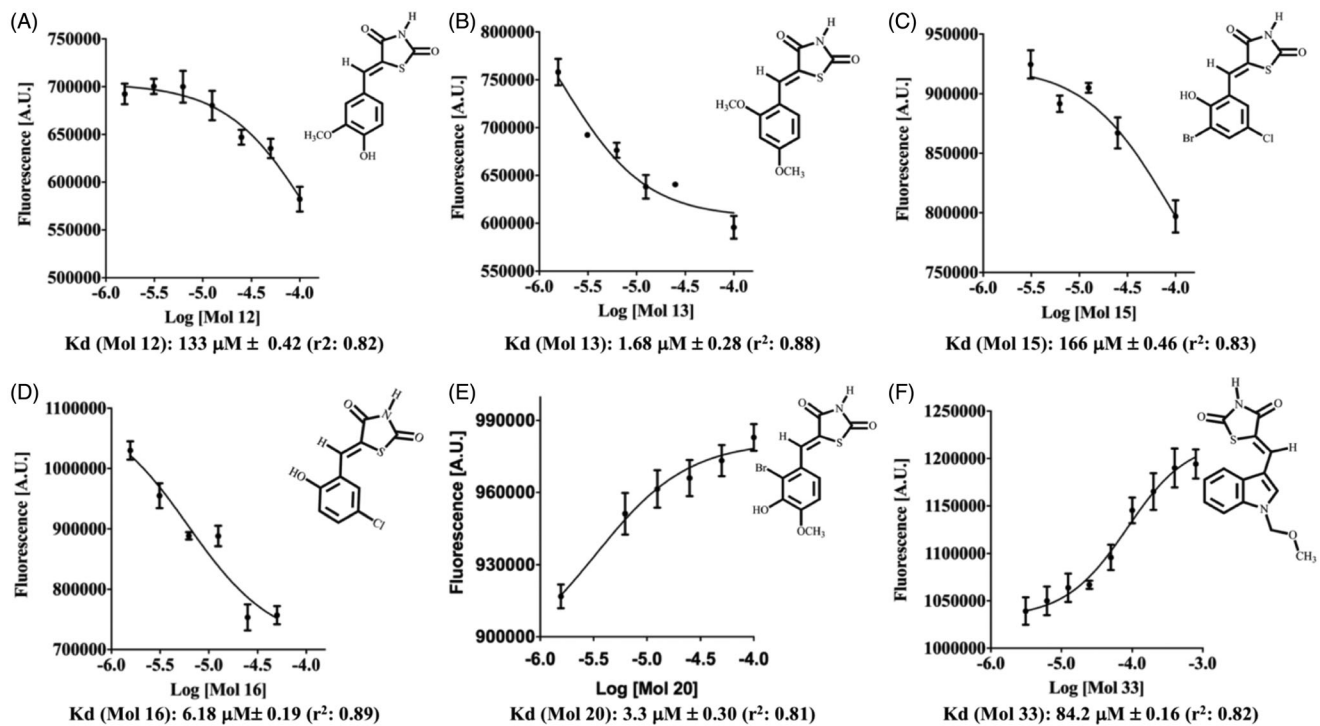 (A)
750000
700000
650000
600000
550000
500000
Fluorescence [A.U.]
-6.0 -5.5 -5.0 -4.5 -4.0
Log [Mol 12]
H
N
O
O
S
H
H₃CO
OH
Kd (Mol 12): 133 µM ± 0.42 (r2: 0.82)
(B)
800000
750000
700000
650000
600000
550000
Fluorescence [A.U.]
-6.0 -5.5 -5.0 -4.5 -4.0
Log [Mol 13]
H
N
O
O
S
H
H₃CO
OCH₃
Kd (Mol 13): 1.68 µM ± 0.28 (r²: 0.88)
(C)
950000
900000
850000
800000
750000
Fluorescence [A.U.]
-6.0 -5.5 -5.0 -4.5 -4.0
Log [Mol 15]
H
N
O
O
S
H
HO
Br
Cl
Kd (Mol 15): 166 µM ± 0.46 (r²: 0.83)
(D)
1100000
1000000
900000
800000
700000
Fluorescence [A.U.]
-6.0 -5.5 -5.0 -4.5 -4.0
Log [Mol 16]
H
N
O
O
S
H
HO
Cl
Kd (Mol 16): 6.18 µM± 0.19 (r²: 0.89)
(E)
990000
960000
930000
900000
Fluorescence [A.U.]
-6.0 -5.5 -5.0 -4.5 -4.0
Log [Mol 20]
H
N
O
O
S
H
Br
HO
OCH₃
Kd (Mol 20): 3.3 µM ± 0.30 (r²: 0.81)
(F)
1250000
1200000
1150000
1100000
1050000
1000000
Fluorescence [A.U.]
-6.0 -5.0 -4.0 -3.0
Log [Mol 33]
H
N
O
O
S
H
N
O
CH₃
Kd (Mol 33): 84.2 µM ± 0.16 (r²: 0.82)